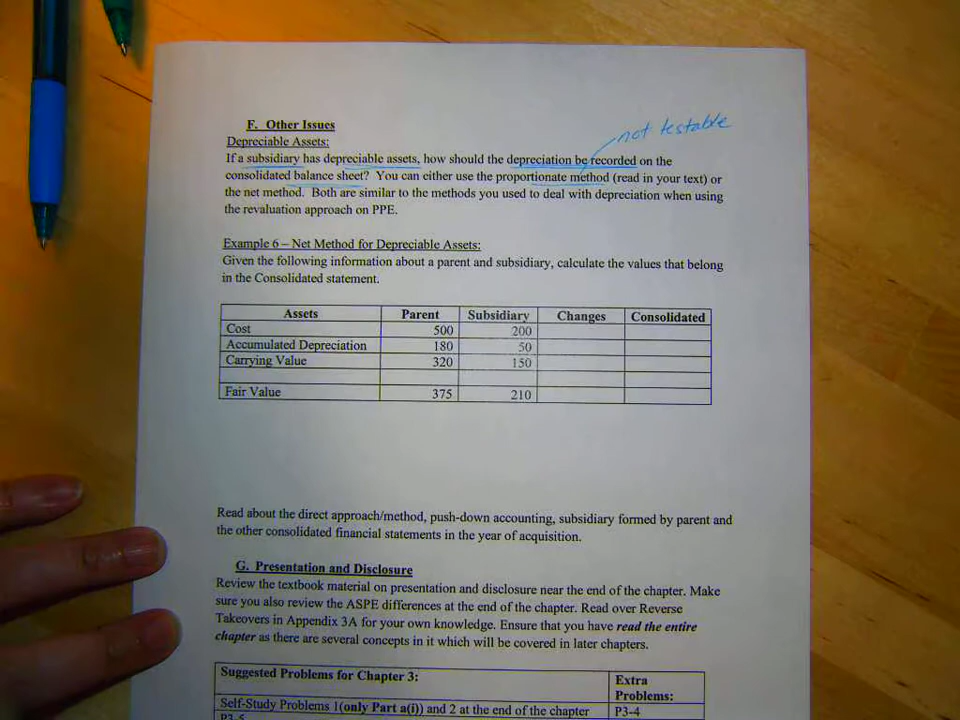 F. Other Issues
not testable
Depreciable Assets:
If a subsidiary has depreciable assets, how should the depreciation be recorded on the
consolidated balance sheet? You can either use the proportionate method (read in your text) or
the net method. Both are similar to the methods you used to deal with depreciation when using
the revaluation approach on PPE.
Example 6 – Net Method for Depreciable Assets:
Given the following information about a parent and subsidiary, calculate the values that belong
in the Consolidated statement.
Assets Parent Subsidiary Changes Consolidated
Cost 500 200
Accumulated Depreciation 180 50
Carrying Value 320 150
Fair Value 375 210
Read about the direct approach/method, push-down accounting, subsidiary formed by parent and
the other consolidated financial statements in the year of acquisition.
G. Presentation and Disclosure
Review the textbook material on presentation and disclosure near the end of the chapter. Make
sure you also review the ASPE differences at the end of the chapter. Read over Reverse
Takeovers in Appendix 3A for your own knowledge. Ensure that you have read the entire
chapter as there are several concepts in it which will be covered in later chapters.
Suggested Problems for Chapter 3: Extra
Problems:
Self-Study Problems 1(only Part a(i)) and 2 at the end of the chapter P3-4
P3-5